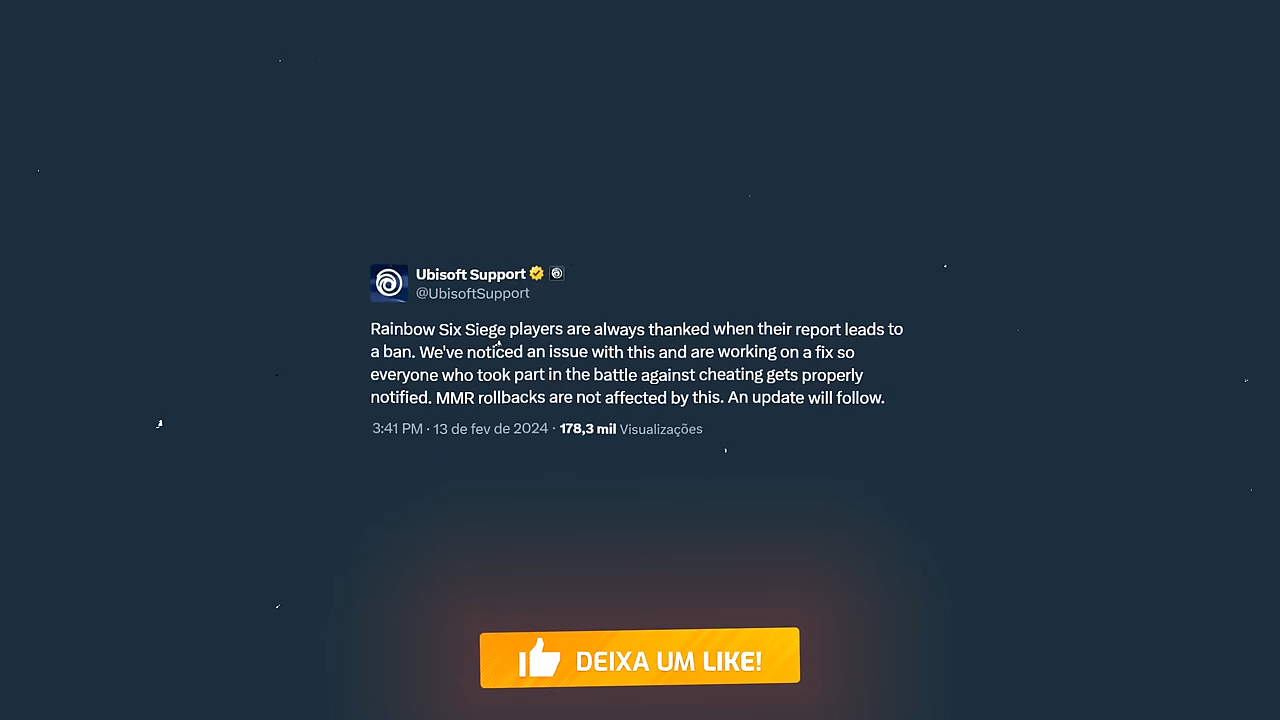 Ubisoft Support
@UbisoftSupport
Rainbow Six Siege players are always thanked when their report leads to
a ban. We've noticed an issue with this and are working on a fix so
everyone who took part in the battle against cheating gets properly
notified. MMR rollbacks are not affected by this. An update will follow.
3:41 PM · 13 de fev de 2024 · 178,3 mil Visualizações
DEIXA UM LIKE!